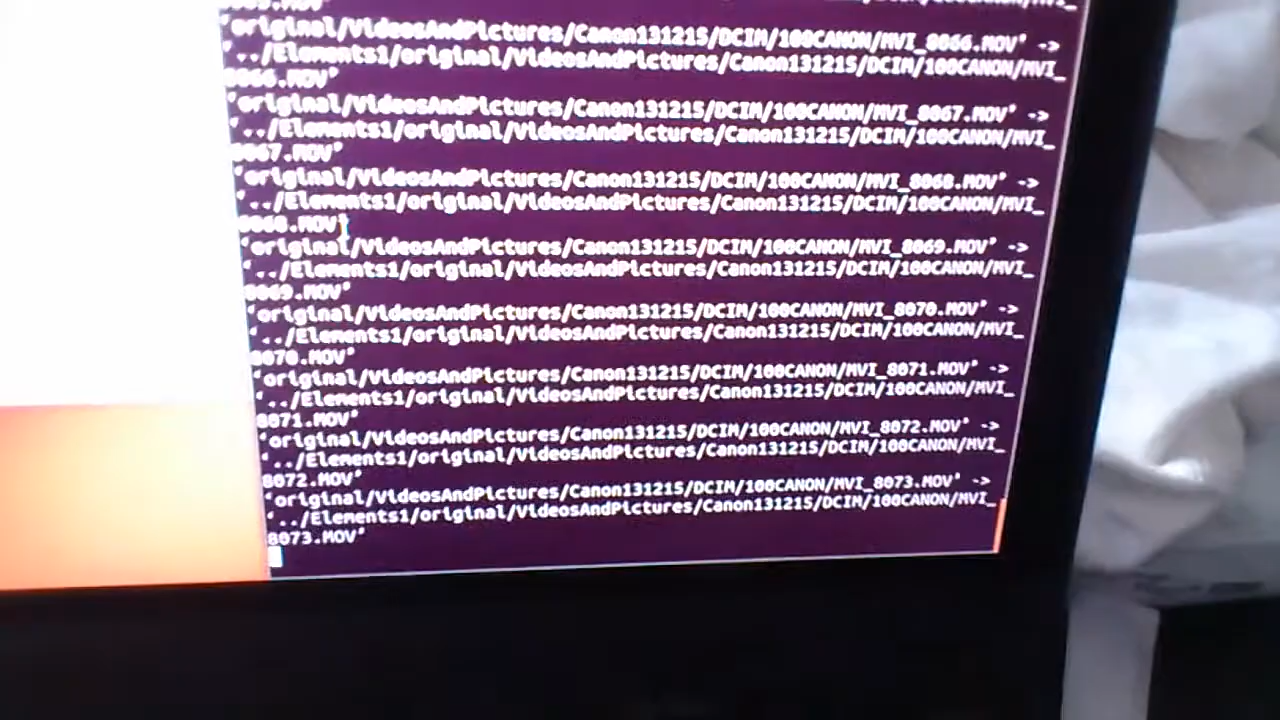 'original/VideosAndPictures/Canon131215/DCIM/100CANON/MVI_8066.MOV' ->
'../Elements1/original/VideosAndPictures/Canon131215/DCIM/100CANON/MVI_
8066.MOV'
'original/VideosAndPictures/Canon131215/DCIM/100CANON/MVI_8067.MOV' ->
'../Elements1/original/VideosAndPictures/Canon131215/DCIM/100CANON/MVI_
8067.MOV'
'original/VideosAndPictures/Canon131215/DCIM/100CANON/MVI_8068.MOV' ->
'../Elements1/original/VideosAndPictures/Canon131215/DCIM/100CANON/MVI_
8068.MOV'
'original/VideosAndPictures/Canon131215/DCIM/100CANON/MVI_8069.MOV' ->
'../Elements1/original/VideosAndPictures/Canon131215/DCIM/100CANON/MVI_
8069.MOV'
'original/VideosAndPictures/Canon131215/DCIM/100CANON/MVI_8070.MOV' ->
'../Elements1/original/VideosAndPictures/Canon131215/DCIM/100CANON/MVI_
8070.MOV'
'original/VideosAndPictures/Canon131215/DCIM/100CANON/MVI_8071.MOV' ->
'../Elements1/original/VideosAndPictures/Canon131215/DCIM/100CANON/MVI_
8071.MOV'
'original/VideosAndPictures/Canon131215/DCIM/100CANON/MVI_8072.MOV' ->
'../Elements1/original/VideosAndPictures/Canon131215/DCIM/100CANON/MVI_
8072.MOV'
'original/VideosAndPictures/Canon131215/DCIM/100CANON/MVI_8073.MOV' ->
'../Elements1/original/VideosAndPictures/Canon131215/DCIM/100CANON/MVI_
8073.MOV'